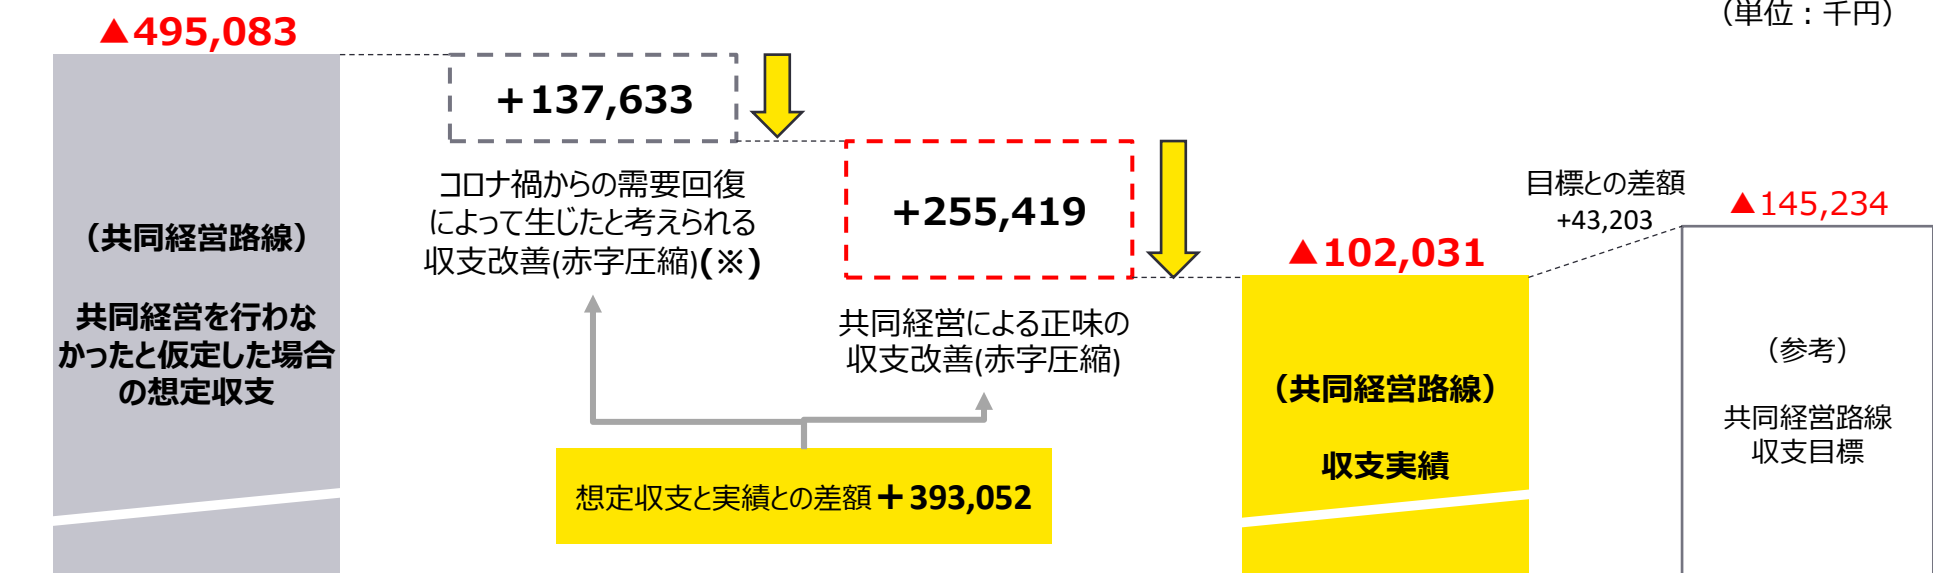 （単位：千円）
▲495,083
＋137,633
コロナ禍からの需要回復
によって生じたと考えられる
収支改善(赤字圧縮)(※)
+255,419
共同経営による正味の
収支改善(赤字圧縮)
（共同経営路線）
共同経営を行わな
かったと仮定した場合
の想定収支
想定収支と実績との差額＋393,052
▲102,031
（共同経営路線）
収支実績
目標との差額
+43,203
▲145,234
（参考）
共同経営路線
収支目標